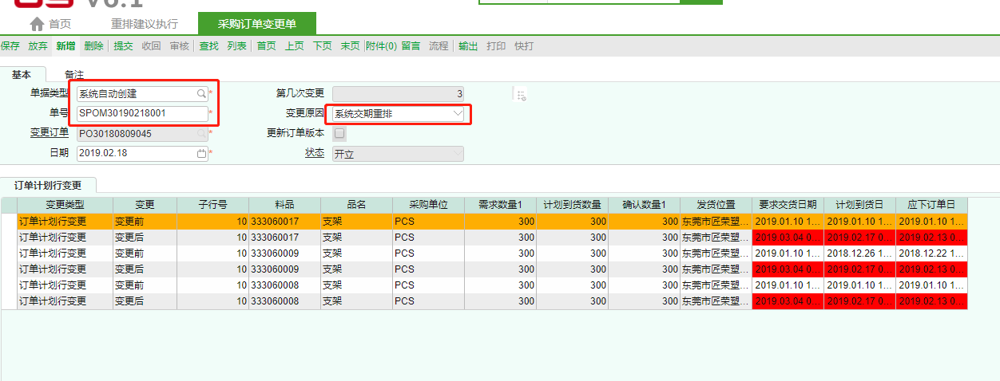 V6.1
首页 重排建议执行 采购订单变更单
保存 放弃 新增 删除 提交 收回 审核 查找 列表 首页 上页 下页 末页 附件(0) 留言 流程 输出 打印 快打
基本 备注
单据类型 系统自动创建 * 第几次变更 3
单号 SPOM30190218001 * 变更原因 系统交期重排
变更订单 PO30180809045 * 更新订单版本
日期 2019.02.18 * 状态 开立
订单计划行变更
变更类型 变更 子行号 料品 品名 采购单位 需求数量1 计划到货数量 确认数量1 发货位置 要求交货日期 计划到货日 应下订单日
订单计划行变更 变更前 10 333060017 支架 PCS 300 300 300 东莞市匠荣塑... 2019.01.10 1... 2019.01.10 1... 2019.01.10 1...
订单计划行变更 变更后 10 333060017 支架 PCS 300 300 300 东莞市匠荣塑... 2019.03.04 0... 2019.02.17 0... 2019.02.13 0...
订单计划行变更 变更前 10 333060009 支架 PCS 300 300 300 东莞市匠荣塑... 2019.01.10 1... 2018.12.26 1... 2018.12.22 1...
订单计划行变更 变更后 10 333060009 支架 PCS 300 300 300 东莞市匠荣塑... 2019.03.04 0... 2019.02.17 0... 2019.02.13 0...
订单计划行变更 变更前 10 333060008 支架 PCS 300 300 300 东莞市匠荣塑... 2019.01.10 1... 2019.01.10 1... 2019.01.10 1...
订单计划行变更 变更后 10 333060008 支架 PCS 300 300 300 东莞市匠荣塑... 2019.03.04 0... 2019.02.17 0... 2019.02.13 0...